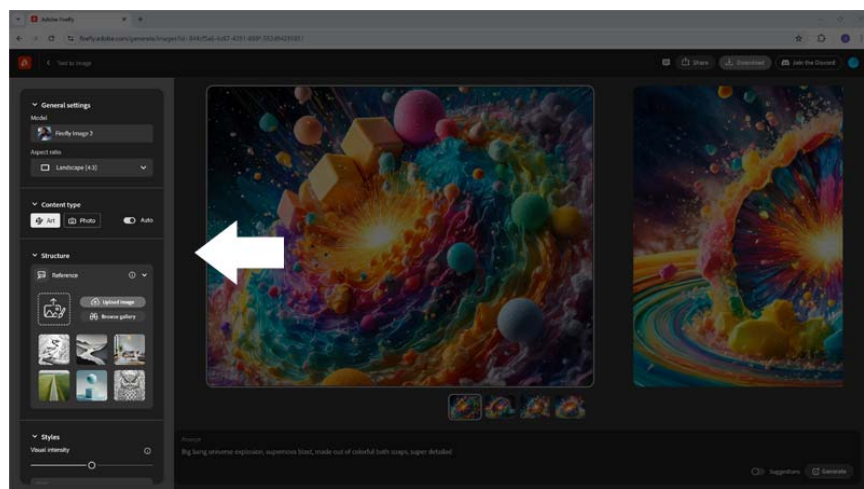 Adobe Firefly
Text to Image
Share
Download
Join the Discord
General settings
Model
Firefly Image 2
Aspect ratio
Landscape (4:3)
Content type
Art
Photo
Auto
Structure
Reference
Upload image
Browse gallery
Styles
Visual intensity
Prompt
Big bang universe explosion, supernova blast, made out of colorful bath soaps, super detailed
Suggestions
Generate